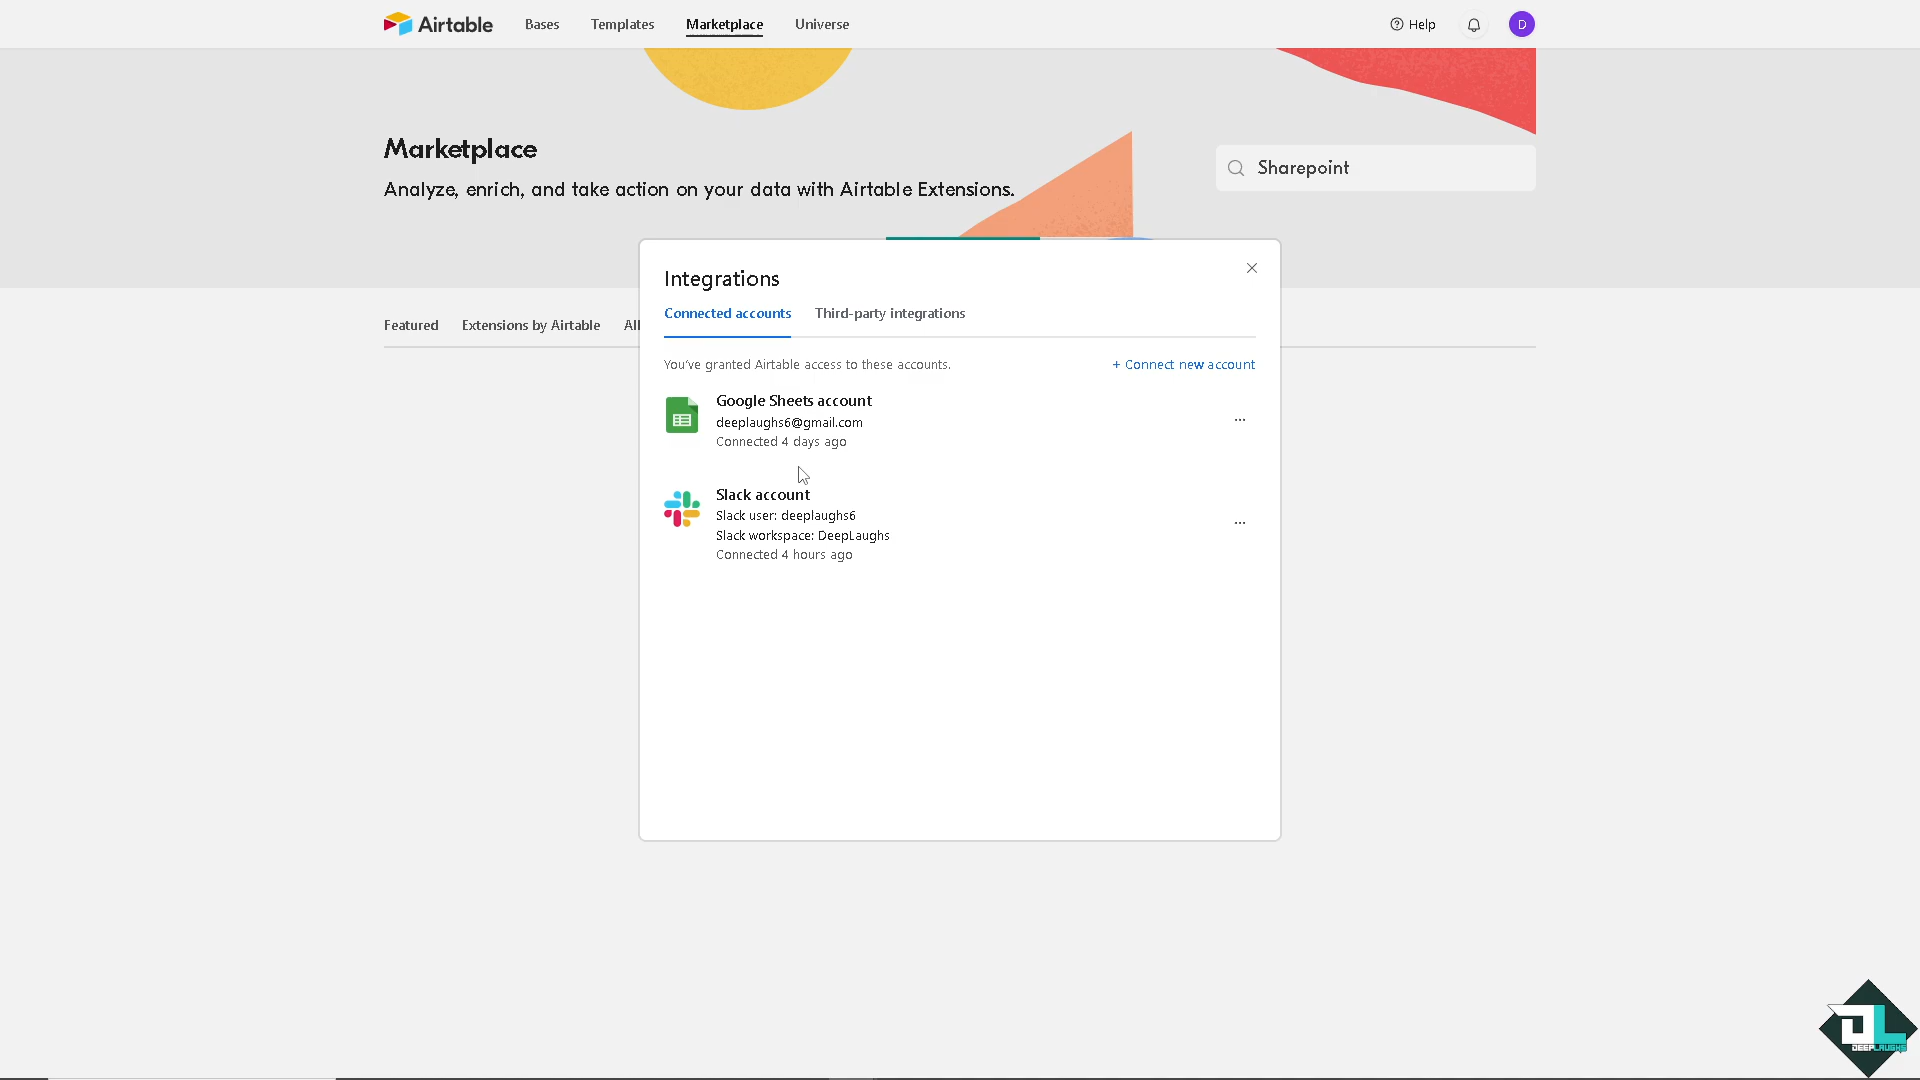 Airtable
Bases
Templates
Marketplace
Universe
Help
D
Marketplace
Analyze, enrich, and take action on your data with Airtable Extensions.
Sharepoint
Featured
Extensions by Airtable
All
Integrations
Connected accounts
Third-party integrations
You've granted Airtable access to these accounts.
+ Connect new account
Google Sheets account
deeplaughs6@gmail.com
Connected 4 days ago
Slack account
Slack user: deeplaughs6
Slack workspace: DeepLaughs
Connected 4 hours ago
DL
DEEPLAUGHS